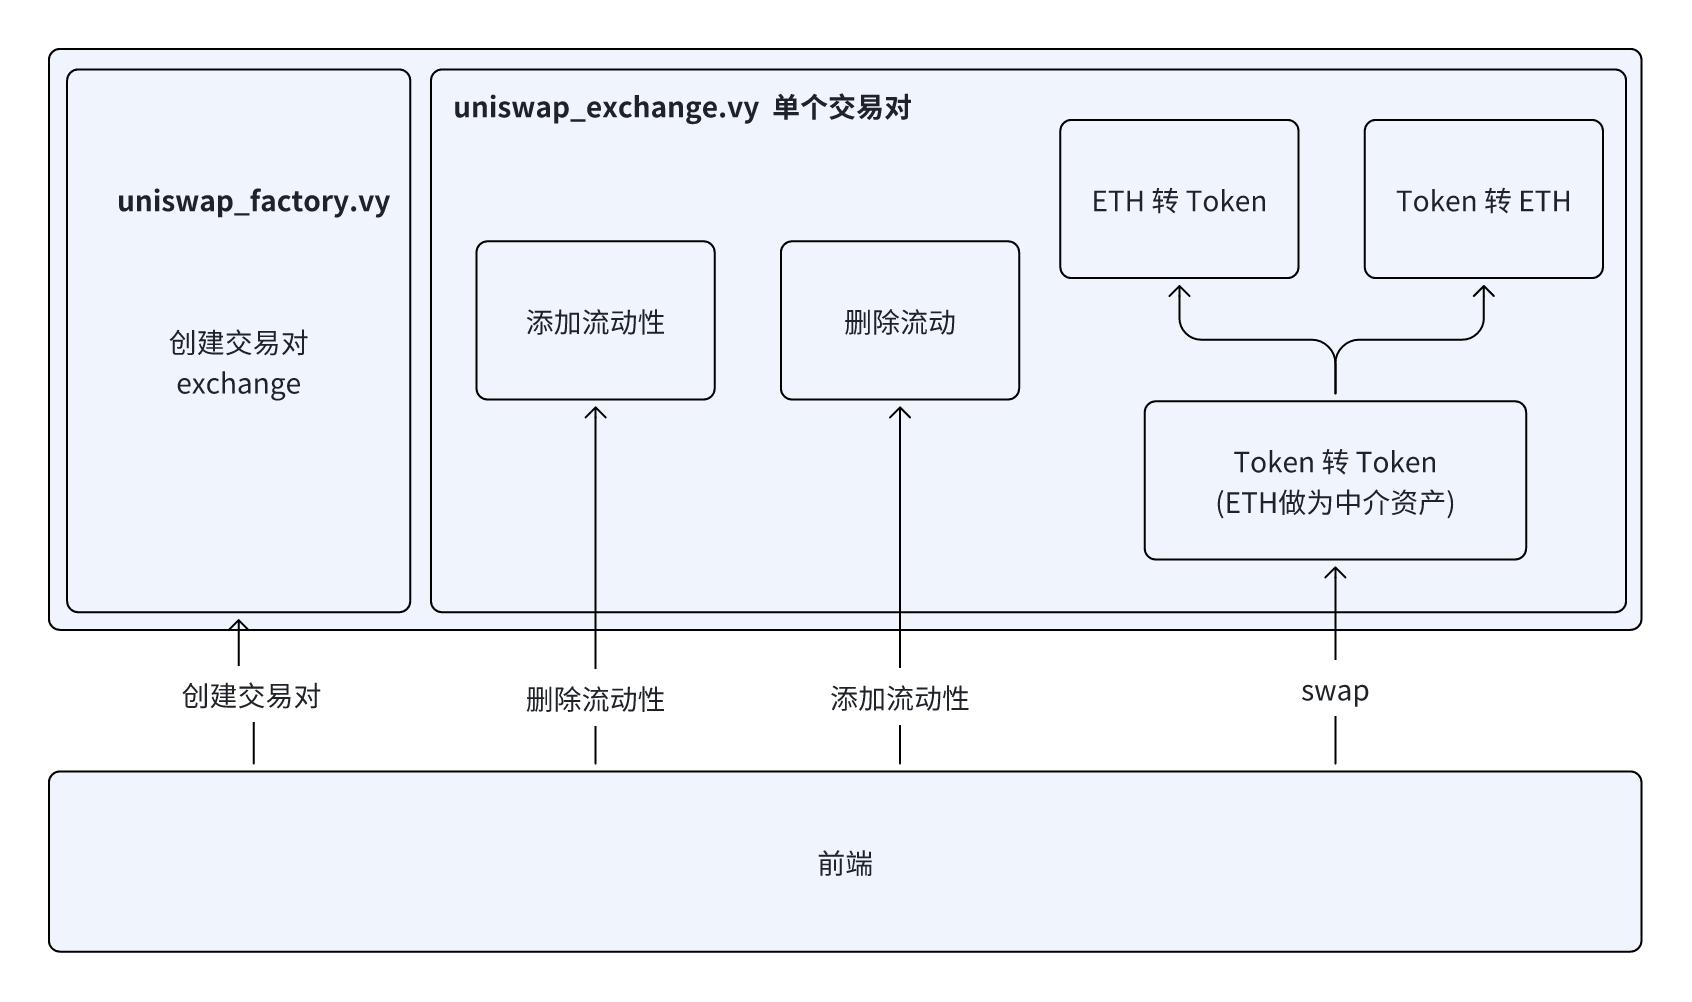 uniswap_factory.vy
创建交易对
exchange
uniswap_exchange.vy 单个交易对
添加流动性
删除流动
ETH 转 Token
Token 转 ETH
Token 转 Token
(ETH做为中介资产)
创建交易对
删除流动性
添加流动性
swap
前端